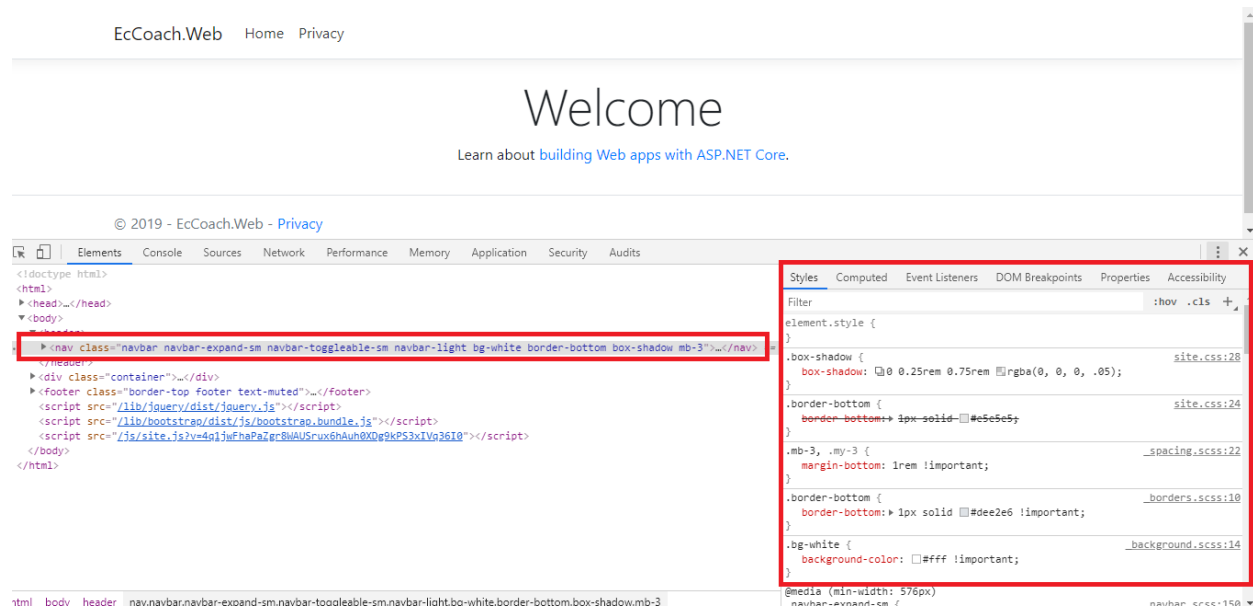 EcCoach.Web Home Privacy
Welcome
Learn about building Web apps with ASP.NET Core.
© 2019 - EcCoach.Web - Privacy
Elements Console Sources Network Performance Memory Application Security Audits
<!doctype html>
<html>
<head>…</head>
<body>
<header>
<nav class="navbar navbar-expand-sm navbar-toggleable-sm navbar-light bg-white border-bottom box-shadow mb-3">…</nav>
</header>
<div class="container">…</div>
<footer class="border-top footer text-muted">…</footer>
<script src="/lib/jquery/dist/jquery.js"></script>
<script src="/lib/bootstrap/dist/js/bootstrap.bundle.js"></script>
<script src="/js/site.js?v=4q1jwFhaPaZgr8WAUSrux6hAuh0XDg9kPS3xIVq36I0"></script>
</body>
</html>
html body header nav.navbar.navbar-expand-sm.navbar-toggleable-sm.navbar-light.bg-white.border-bottom.box-shadow.mb-3
Styles Computed Event Listeners DOM Breakpoints Properties Accessibility
Filter :hov .cls +
element.style {
}
.box-shadow { site.css:28
box-shadow: 0 0.25rem 0.75rem rgba(0, 0, 0, .05);
}
.border-bottom { site.css:24
border-bottom: 1px solid #e5e5e5;
}
.mb-3, .my-3 { _spacing.scss:22
margin-bottom: 1rem !important;
}
.border-bottom { _borders.scss:10
border-bottom: 1px solid #dee2e6 !important;
}
.bg-white { _background.scss:14
background-color: #fff !important;
}
@media (min-width: 576px)
.navbar-expand-sm { navbar.scss:150